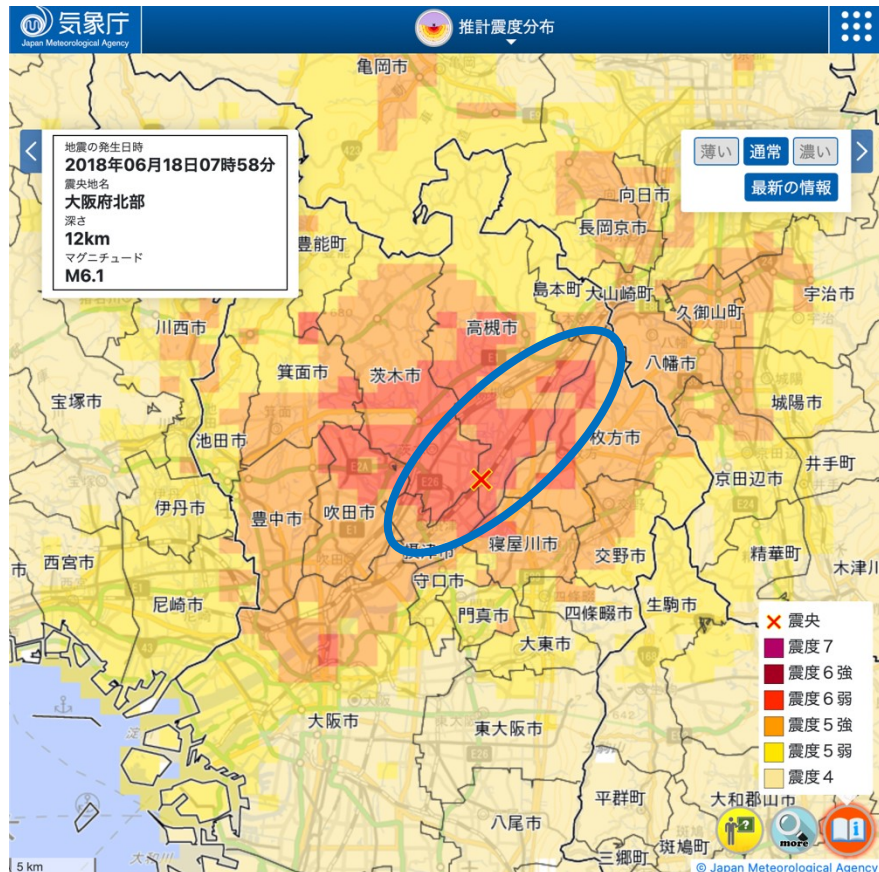 気象庁
Japan Meteorological Agency
推計震度分布
地震の発生日時
2018年06月18日07時58分
震央地名
大阪府北部
深さ
12km
マグニチュード
M6.1
薄い
通常
濃い
最新の情報
亀岡市
向日市
長岡京市
豊能町
島本町
大山崎町
宇治市
久御山町
川西市
高槻市
八幡市
箕面市
茨木市
宝塚市
城陽市
池田市
枚方市
井手町
京田辺市
伊丹市
豊中市
吹田市
摂津市
寝屋川市
交野市
精華町
西宮市
木津川
市
守口市
尼崎市
門真市
四條畷市
生駒市
大東市
大阪市
東大阪市
平群町
大和郡山市
八尾市
斑鳩町
三郷町
E2A
E26
E1
E24
震央
震度7
震度6強
震度6弱
震度5強
震度5弱
震度4
more
5 km
© Japan Meteorological Agency